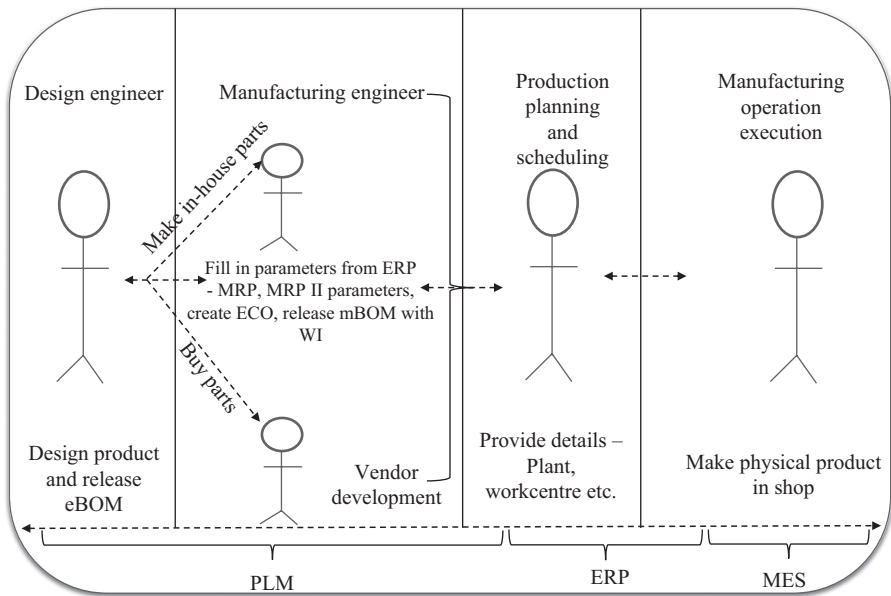 Design engineer
Manufacturing engineer
Production
planning
and
scheduling
Manufacturing
operation
execution
Make in-house parts
Fill in parameters from ERP
- MRP, MRP II parameters,
create ECO, release mBOM with
WI
Buy parts
Design product
and release
eBOM
Vendor
development
Provide details –
Plant,
workcentre etc.
Make physical product
in shop
PLM
ERP
MES